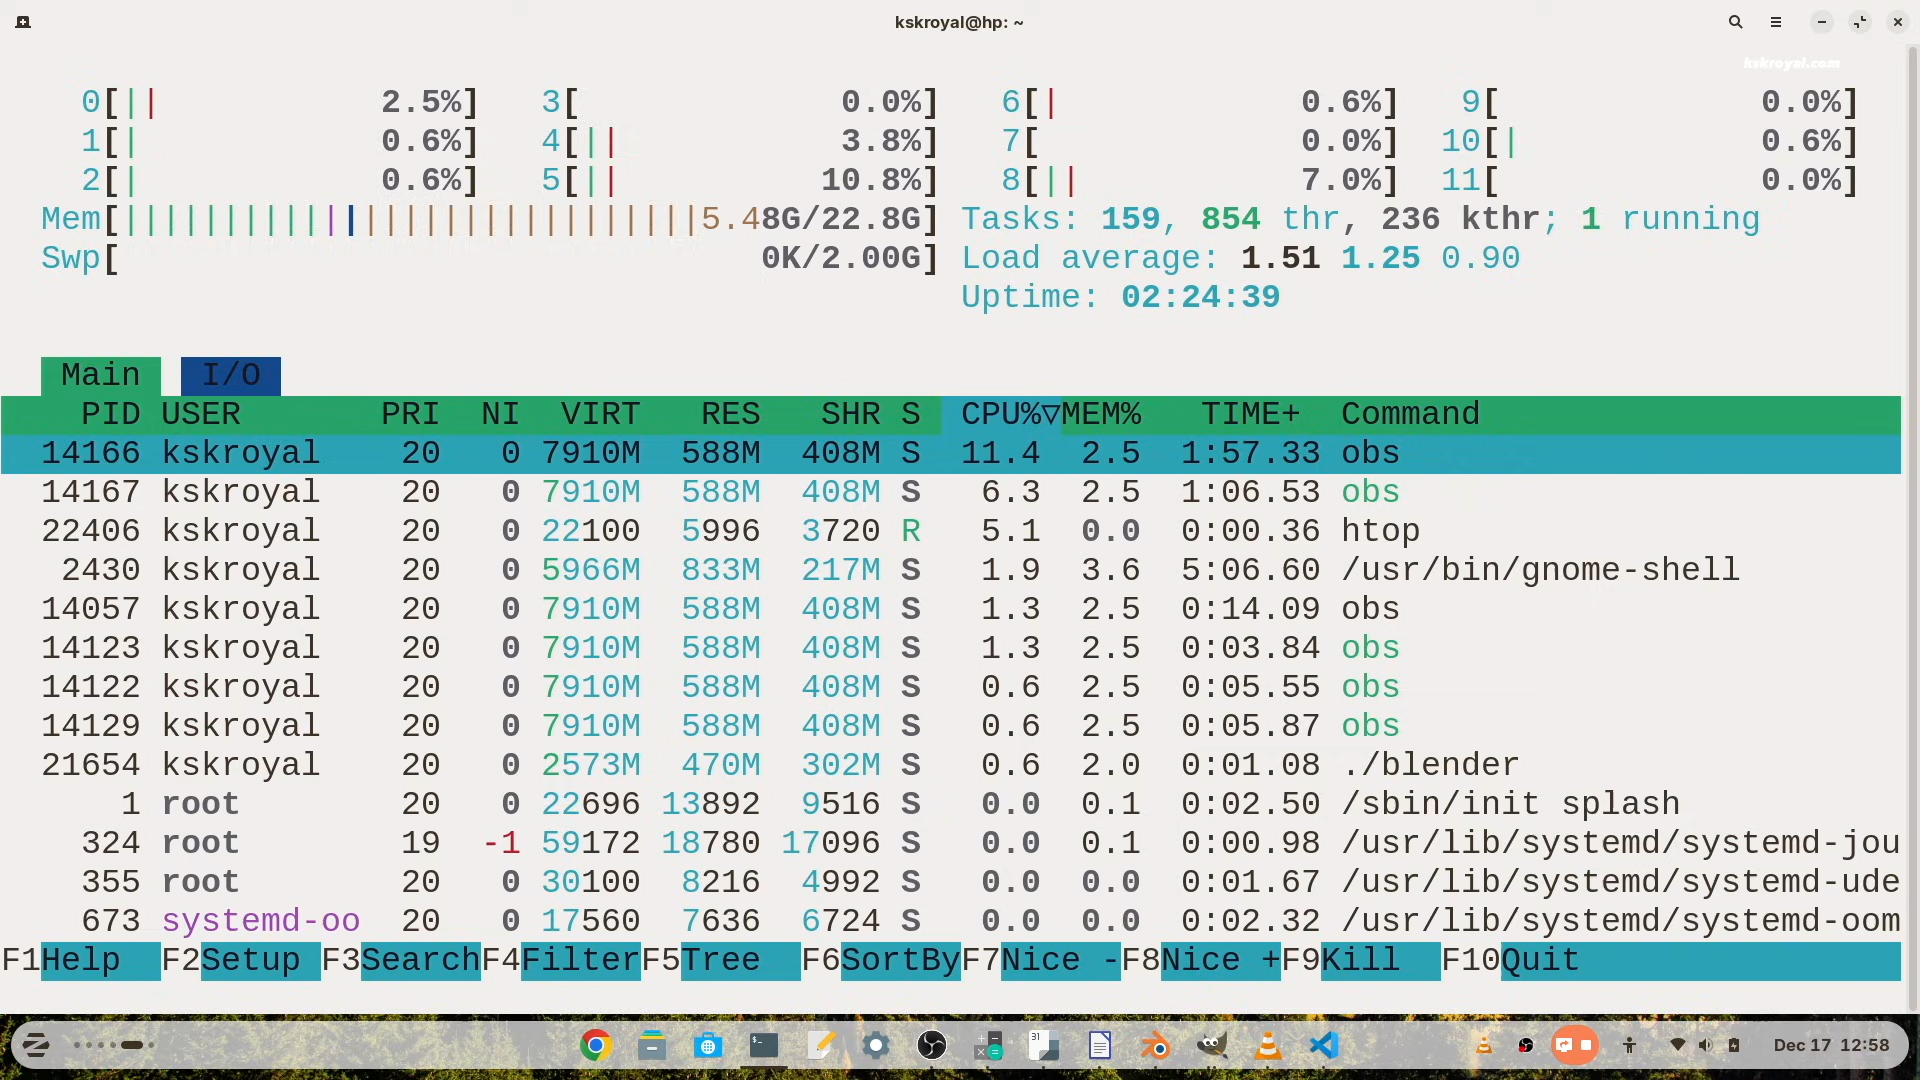 kskroyal@hp: ~
kskroyal.com
0[|| 2.5%] 3[ 0.0%] 6[| 0.6%] 9[ 0.0%]
1[| 0.6%] 4[|| 3.8%] 7[ 0.0%] 10[| 0.6%]
2[| 0.6%] 5[|| 10.8%] 8[|| 7.0%] 11[ 0.0%]
Mem[|||||||||||||||||||||||||||||5.48G/22.8G] Tasks: 159, 854 thr, 236 kthr; 1 running
Swp[ 0K/2.00G] Load average: 1.51 1.25 0.90
Uptime: 02:24:39
Main I/O
PID USER PRI NI VIRT RES SHR S CPU%▽MEM% TIME+ Command
14166 kskroyal 20 0 7910M 588M 408M S 11.4 2.5 1:57.33 obs
14167 kskroyal 20 0 7910M 588M 408M S 6.3 2.5 1:06.53 obs
22406 kskroyal 20 0 22100 5996 3720 R 5.1 0.0 0:00.36 htop
2430 kskroyal 20 0 5966M 833M 217M S 1.9 3.6 5:06.60 /usr/bin/gnome-shell
14057 kskroyal 20 0 7910M 588M 408M S 1.3 2.5 0:14.09 obs
14123 kskroyal 20 0 7910M 588M 408M S 1.3 2.5 0:03.84 obs
14122 kskroyal 20 0 7910M 588M 408M S 0.6 2.5 0:05.55 obs
14129 kskroyal 20 0 7910M 588M 408M S 0.6 2.5 0:05.87 obs
21654 kskroyal 20 0 2573M 470M 302M S 0.6 2.0 0:01.08 ./blender
1 root 20 0 22696 13892 9516 S 0.0 0.1 0:02.50 /sbin/init splash
324 root 19 -1 59172 18780 17096 S 0.0 0.1 0:00.98 /usr/lib/systemd/systemd-jou
355 root 20 0 30100 8216 4992 S 0.0 0.0 0:01.67 /usr/lib/systemd/systemd-ude
673 systemd-oo 20 0 17560 7636 6724 S 0.0 0.0 0:02.32 /usr/lib/systemd/systemd-oom
F1Help F2Setup F3SearchF4FilterF5Tree F6SortByF7Nice -F8Nice +F9Kill F10Quit
31
Dec 17 12:58